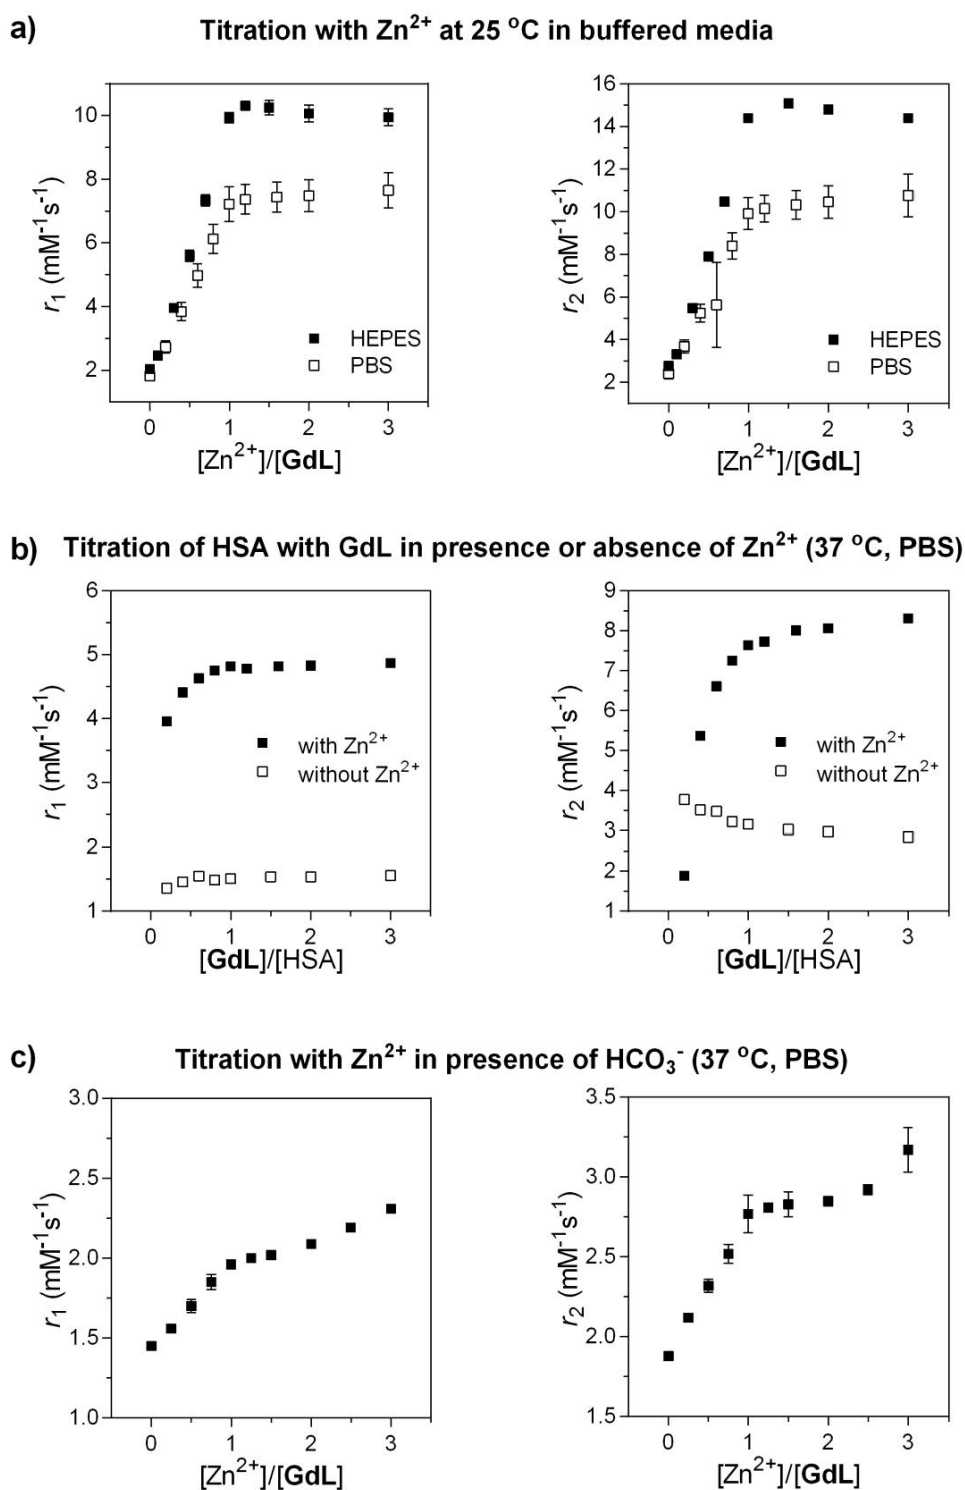 a) Titration with Zn²⁺ at 25 °C in buffered media
10
8
6
4
2
r₁ (mM⁻¹s⁻¹)
HEPES
PBS
0 1 2 3
[Zn²⁺]/[GdL]
16
14
12
10
8
6
4
2
r₂ (mM⁻¹s⁻¹)
HEPES
PBS
0 1 2 3
[Zn²⁺]/[GdL]
b) Titration of HSA with GdL in presence or absence of Zn²⁺ (37 °C, PBS)
6
5
4
3
2
1
r₁ (mM⁻¹s⁻¹)
with Zn²⁺
without Zn²⁺
0 1 2 3
[GdL]/[HSA]
9
8
7
6
5
4
3
2
1
r₂ (mM⁻¹s⁻¹)
with Zn²⁺
without Zn²⁺
0 1 2 3
[GdL]/[HSA]
c) Titration with Zn²⁺ in presence of HCO₃⁻ (37 °C, PBS)
3.0
2.5
2.0
1.5
1.0
r₁ (mM⁻¹s⁻¹)
0 1 2 3
[Zn²⁺]/[GdL]
3.5
3.0
2.5
2.0
1.5
r₂ (mM⁻¹s⁻¹)
0 1 2 3
[Zn²⁺]/[GdL]